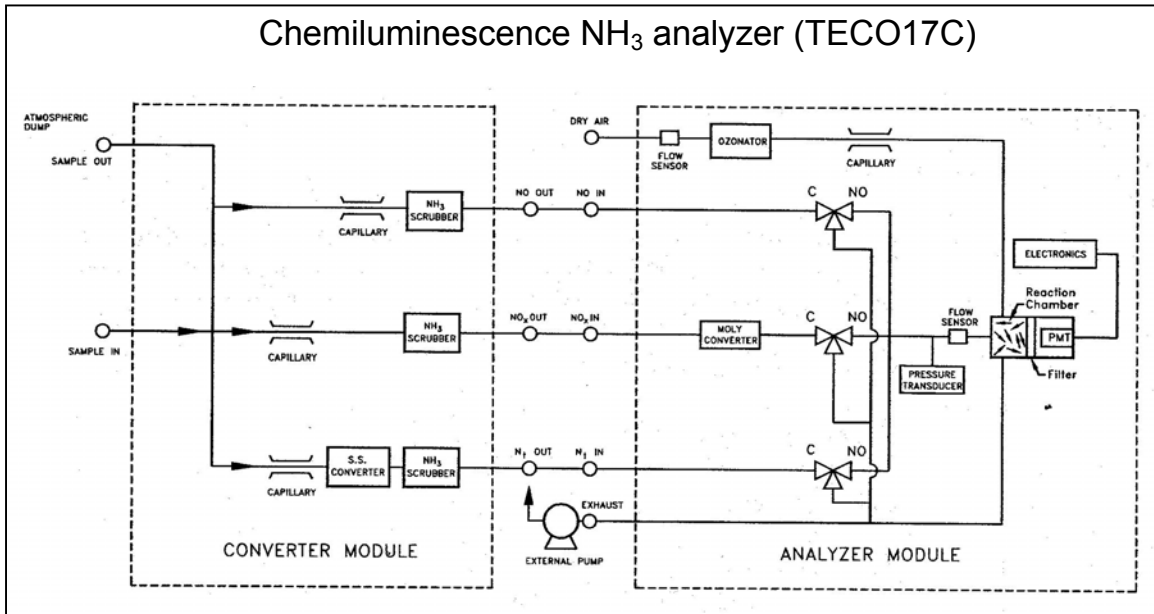 Chemiluminescence NH₃ analyzer (TECO17C)
ATMOSPHERIC
DUMP
SAMPLE OUT
SAMPLE IN
CAPILLARY
NH₃
SCRUBBER
CAPILLARY
NH₃
SCRUBBER
CAPILLARY
S.S.
CONVERTER
NH₃
SCRUBBER
CONVERTER MODULE
NO OUT
NO IN
NOₓ OUT
NOₓ IN
Nₜ OUT
Nₜ IN
EXHAUST
EXTERNAL PUMP
DRY AIR
FLOW
SENSOR
OZONATOR
CAPILLARY
C
NO
MOLY
CONVERTER
C
NO
C
NO
PRESSURE
TRANSDUCER
FLOW
SENSOR
ELECTRONICS
Reaction
Chamber
PMT
Filter
ANALYZER MODULE